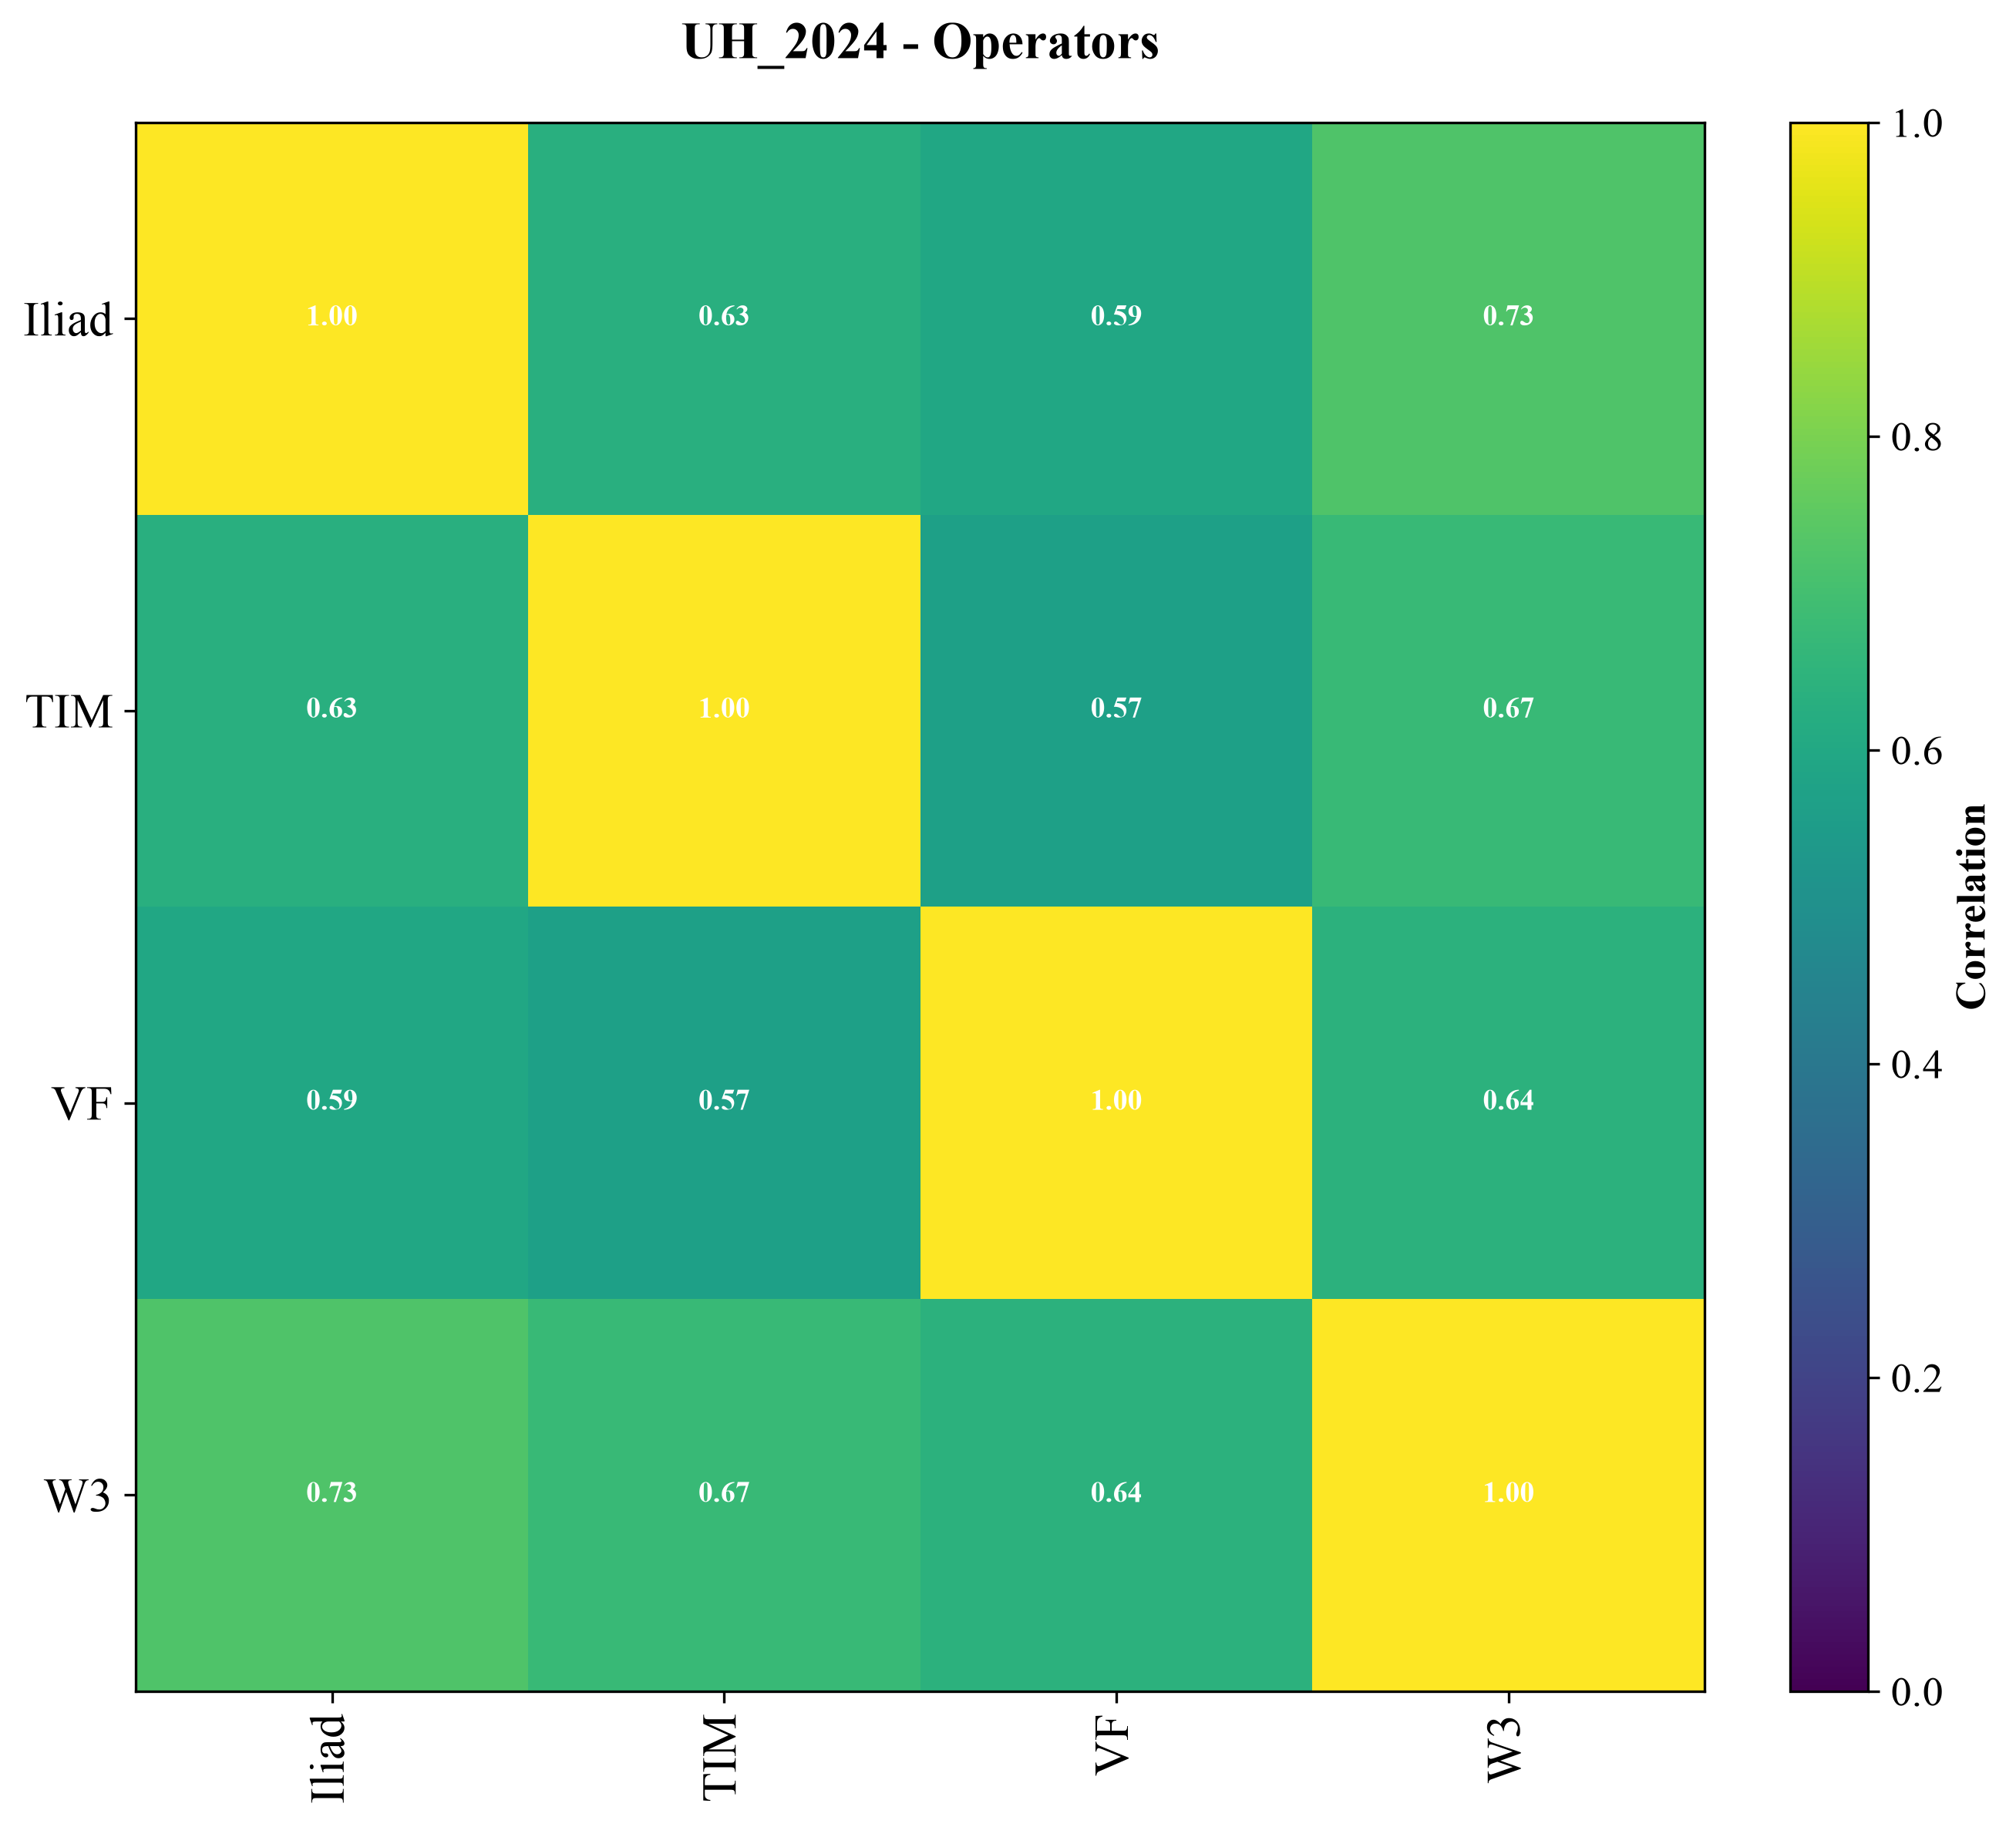 UH_2024 - Operators
Iliad 1.00 0.63 0.59 0.73
TIM 0.63 1.00 0.57 0.67
VF 0.59 0.57 1.00 0.64
W3 0.73 0.67 0.64 1.00
Iliad TIM VF W3
1.0
0.8
0.6
0.4
0.2
0.0
Correlation